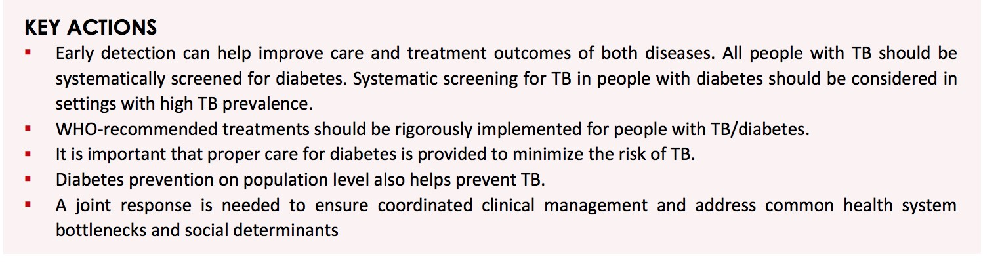 KEY ACTIONS
▪ Early detection can help improve care and treatment outcomes of both diseases. All people with TB should be
systematically screened for diabetes. Systematic screening for TB in people with diabetes should be considered in
settings with high TB prevalence.
▪ WHO-recommended treatments should be rigorously implemented for people with TB/diabetes.
▪ It is important that proper care for diabetes is provided to minimize the risk of TB.
▪ Diabetes prevention on population level also helps prevent TB.
▪ A joint response is needed to ensure coordinated clinical management and address common health system
bottlenecks and social determinants